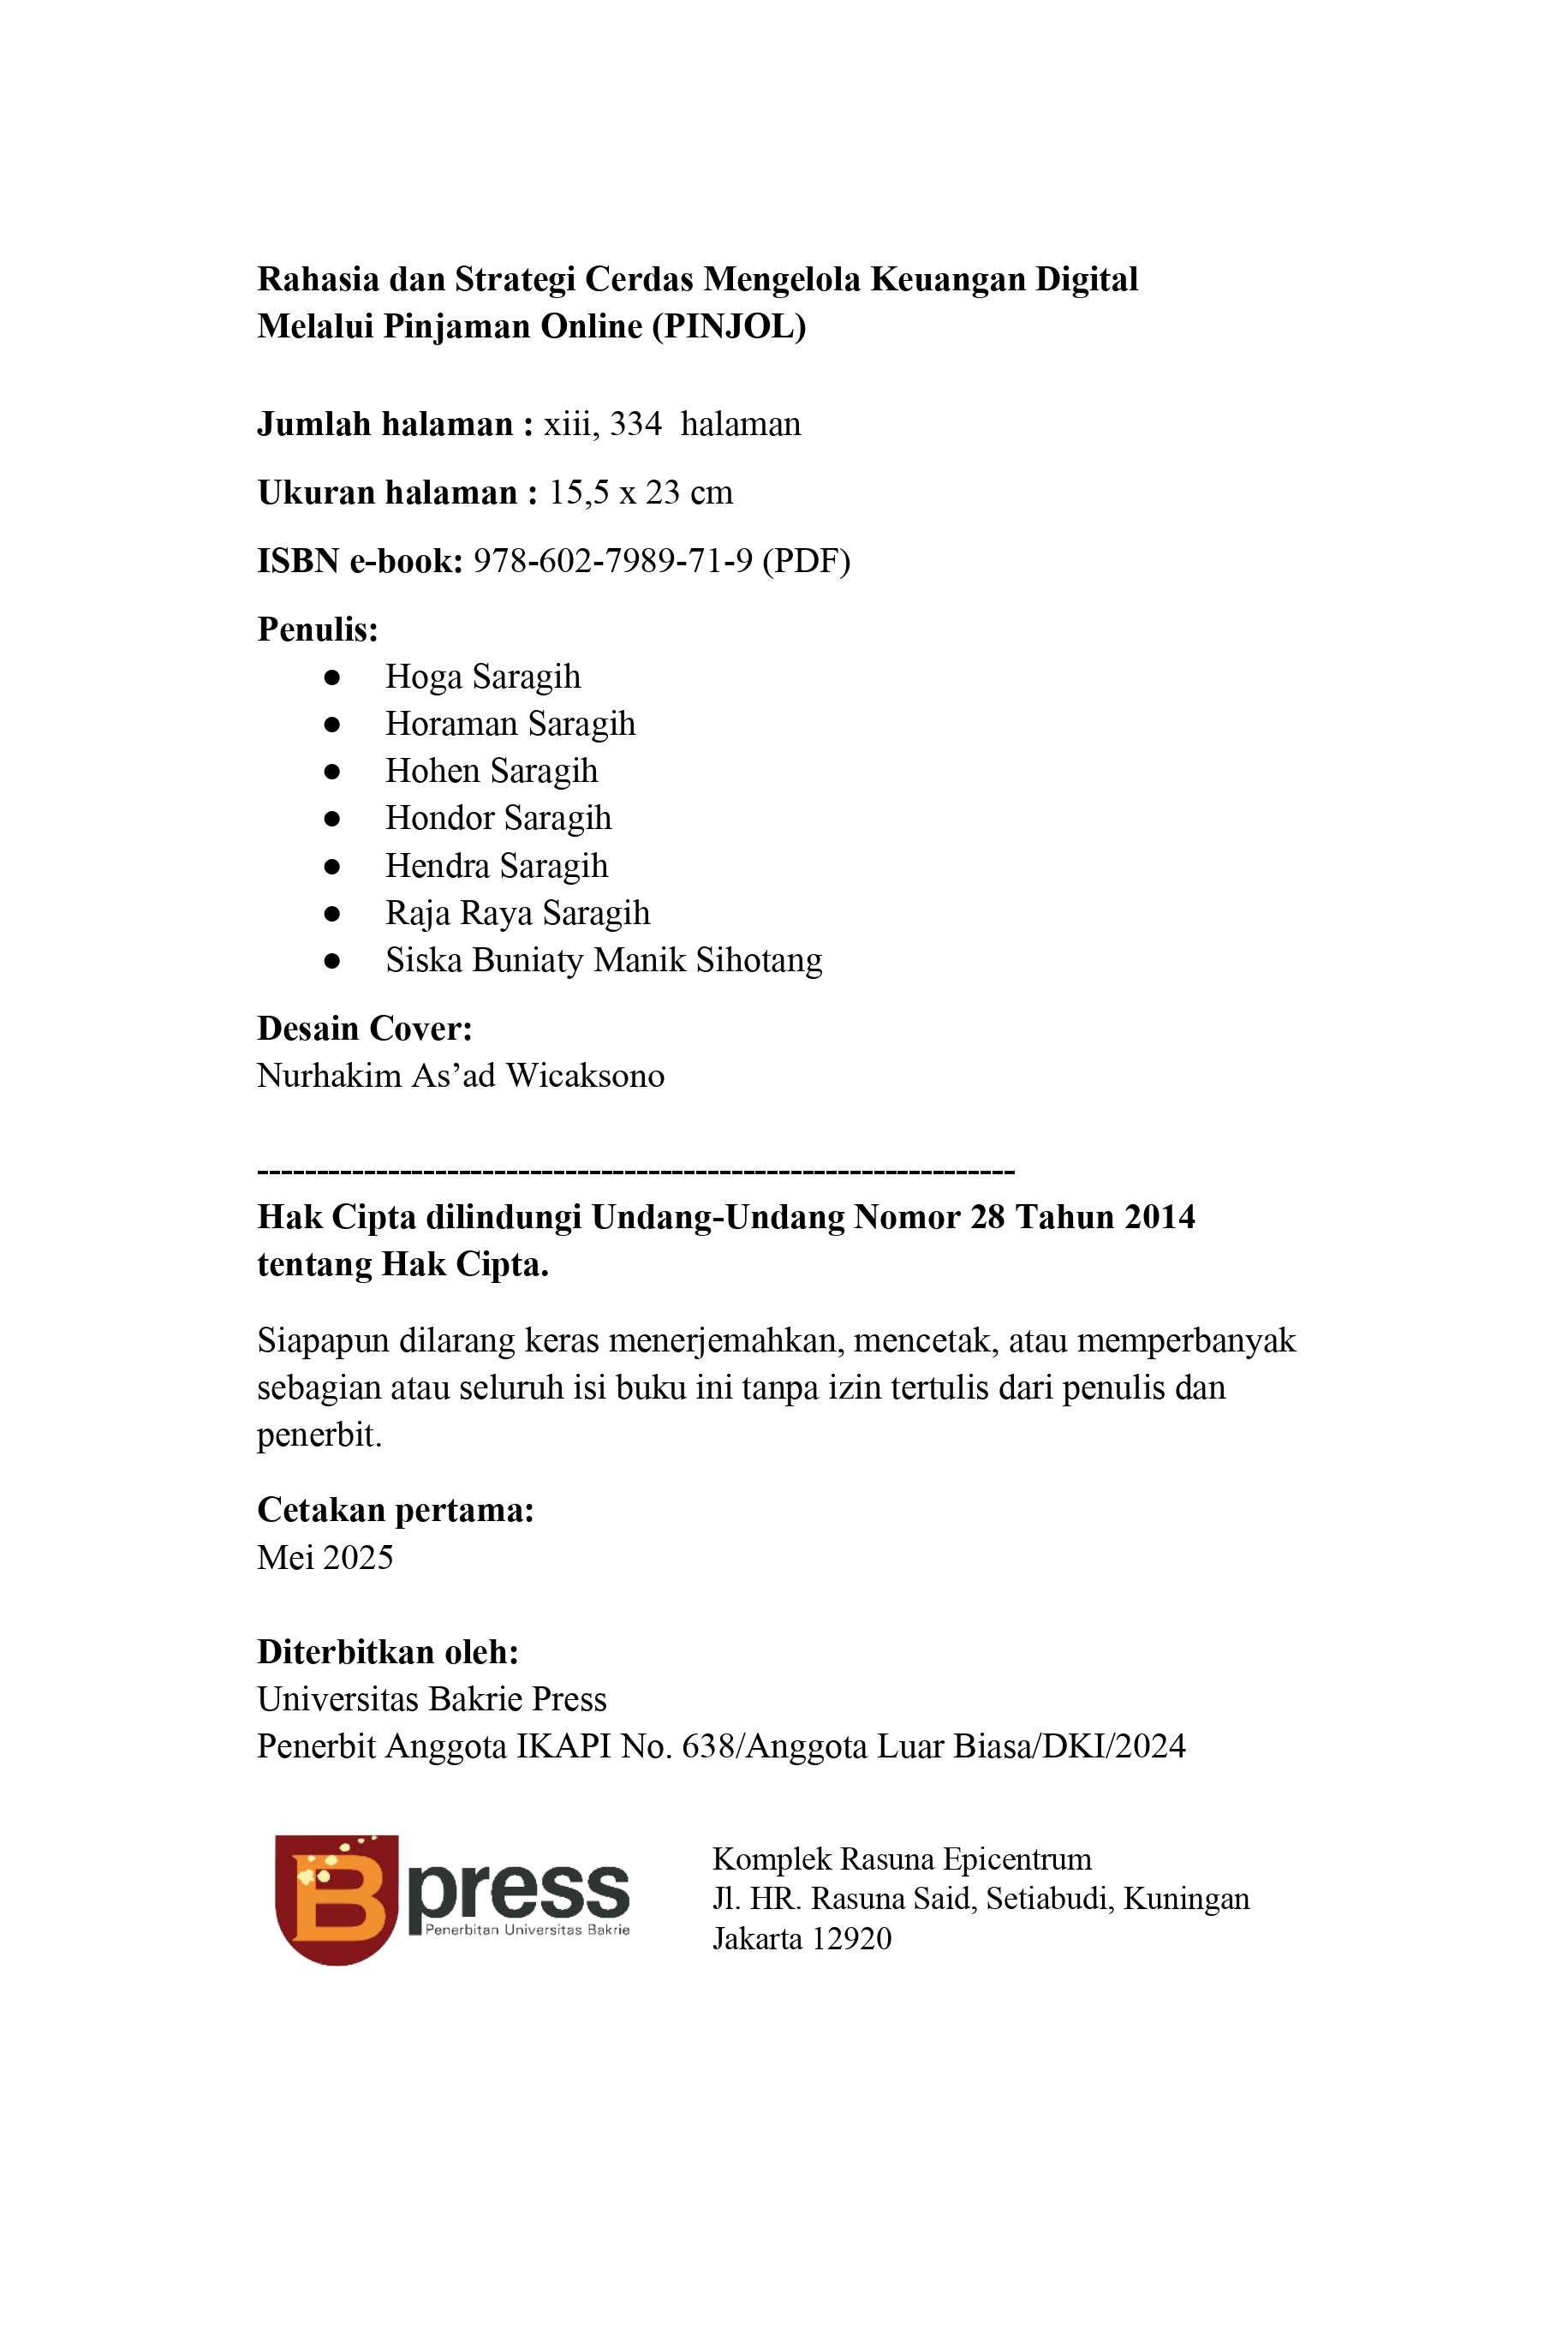 Rahasia dan Strategi Cerdas Mengelola Keuangan Digital
Melalui Pinjaman Online (PINJOL)
Jumlah halaman : xiii, 334  halaman
Ukuran halaman : 15,5 x 23 cm
ISBN e-book: 978-602-7989-71-9 (PDF)
Penulis:
● Hoga Saragih
● Horaman Saragih
● Hohen Saragih
● Hondor Saragih
● Hendra Saragih
● Raja Raya Saragih
● Siska Buniaty Manik Sihotang
Desain Cover:
Nurhakim As’ad Wicaksono
----------------------------------------------------------------
Hak Cipta dilindungi Undang-Undang Nomor 28 Tahun 2014
tentang Hak Cipta.
Siapapun dilarang keras menerjemahkan, mencetak, atau memperbanyak
sebagian atau seluruh isi buku ini tanpa izin tertulis dari penulis dan
penerbit.
Cetakan pertama:
Mei 2025
Diterbitkan oleh:
Universitas Bakrie Press
Penerbit Anggota IKAPI No. 638/Anggota Luar Biasa/DKI/2024
B press
Penerbitan Universitas Bakrie
Komplek Rasuna Epicentrum
Jl. HR. Rasuna Said, Setiabudi, Kuningan
Jakarta 12920